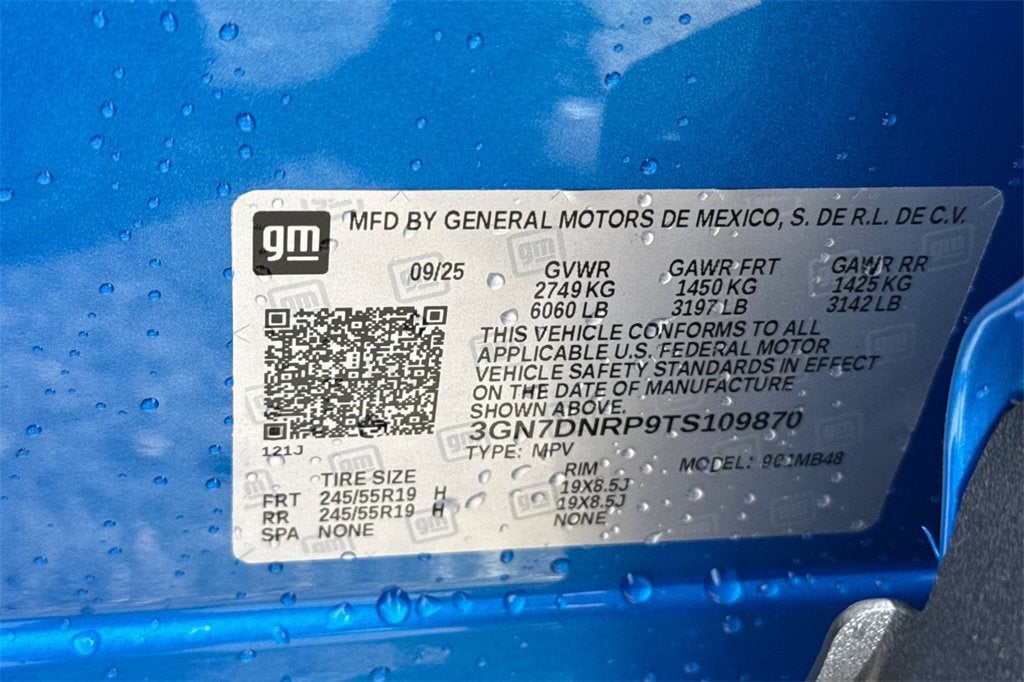 gm
MFD BY GENERAL MOTORS DE MEXICO, S. DE R.L. DE C.V.
09/25 GVWR GAWR FRT GAWR RR
2749 KG 1450 KG 1425 KG
6060 LB 3197 LB 3142 LB
THIS VEHICLE CONFORMS TO ALL
APPLICABLE U.S. FEDERAL MOTOR
VEHICLE SAFETY STANDARDS IN EFFECT
ON THE DATE OF MANUFACTURE
SHOWN ABOVE.
3GN7DNRP9TS109870
121J
TYPE: MPV MODEL:
TIRE SIZE RIM
FRT 245/55R19 H 19X8.5J
RR 245/55R19 H 19X8.5J
SPA NONE NONE